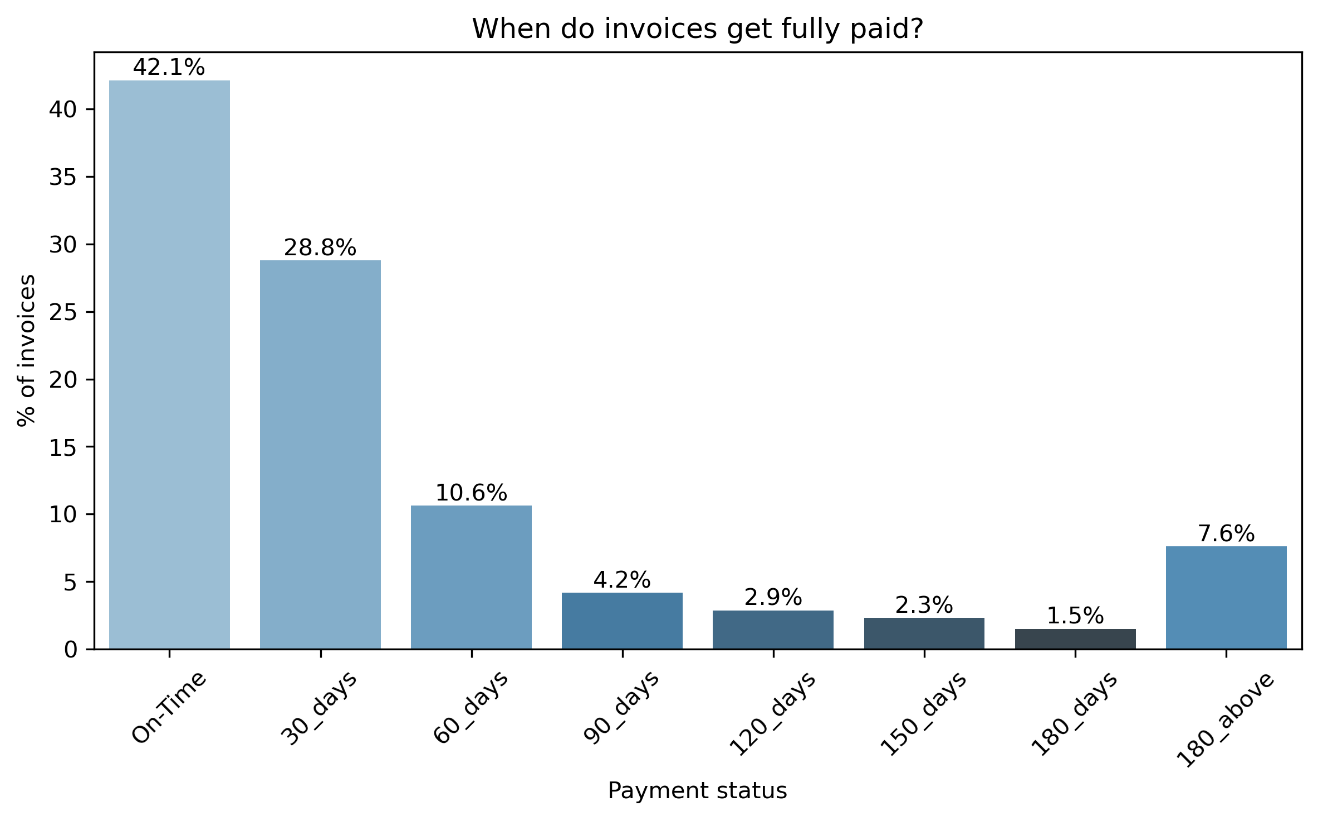 When do invoices get fully paid?
42.1%
28.8%
10.6%
4.2%
2.9%
2.3%
1.5%
7.6%
40
35
30
25
20
15
10
5
0
% of invoices
On-Time
30_days
60_days
90_days
120_days
150_days
180_days
180_above
Payment status